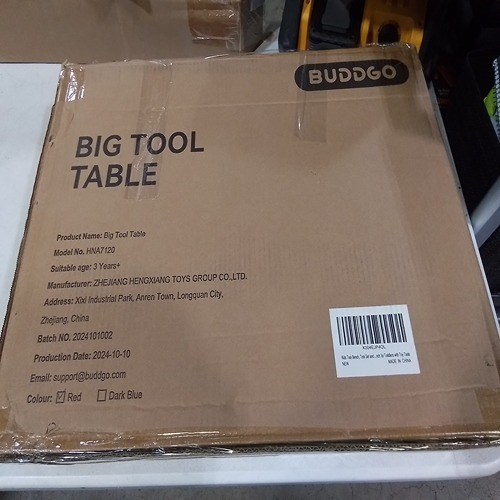 BUDDGO
BIG TOOL
TABLE
Product Name: Big Tool Table
Model No. HNA7120
Suitable age: 3 Years+
Manufacturer: ZHEJIANG HENGXIANG TOYS GROUP CO.,LTD.
Address: Xixi Industrial Park, Anren Town, Longquan City,
Zhejiang, China
Batch NO. 2024101002
Production Date: 2024-10-10
Email: support@buddgo.com
Colour: Red Dark Blue
NEW
MADE IN CHINA